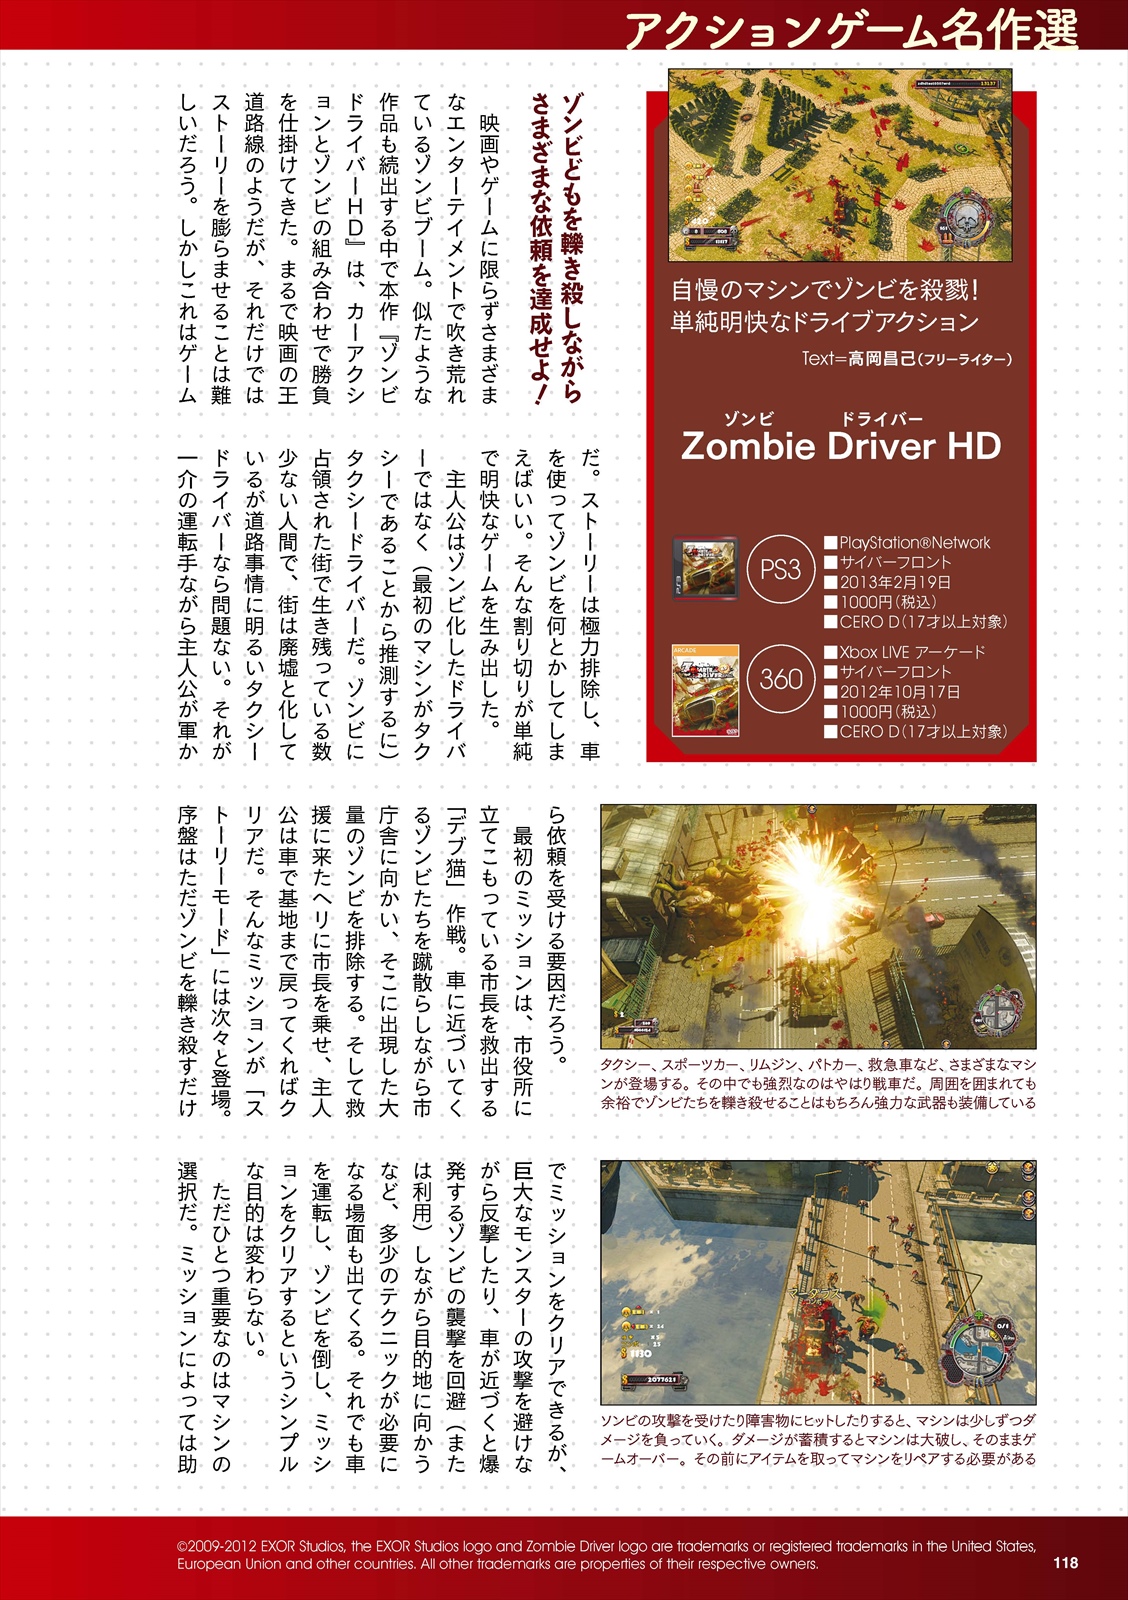 アクションゲーム名作選
自慢のマシンでゾンビを殺戮！
単純明快なドライブアクション
Text=高岡昌己（フリーライター）
ゾンビ ドライバー
Zombie Driver HD
PS3
■PlayStation®Network
■サイバーフロント
■2013年2月19日
■1000円（税込）
■CERO D（17才以上対象）
360
■Xbox LIVE アーケード
■サイバーフロント
■2012年10月17日
■1000円（税込）
■CERO D（17才以上対象）
ゾンビどもを轢き殺しながら
さまざまな依頼を達成せよ！
映画やゲームに限らずさまざま
なエンターテイメントで吹き荒れ
ているゾンビブーム。似たような
作品も続出する中で本作『ゾンビ
ドライバーＨＤ』は、カーアクシ
ョンとゾンビの組み合わせで勝負
を仕掛けてきた。まるで映画の王
道路線のようだが、それだけでは
ストーリーを膨らませることは難
しいだろう。しかしこれはゲーム
だ。ストーリーは極力排除し、車
を使ってゾンビを何とかしてしま
えばいい。そんな割り切りが単純
で明快なゲームを生み出した。
主人公はゾンビ化したドライバ
ーではなく（最初のマシンがタク
シーであることから推測するに）
タクシードライバーだ。ゾンビに
占領された街で生き残っている数
少ない人間で、街は廃墟と化して
いるが道路事情に明るいタクシー
ドライバーなら問題ない。それが
一介の運転手ながら主人公が軍か
ら依頼を受ける要因だろう。
最初のミッションは、市役所に
立てこもっている市長を救出する
「デブ猫」作戦。車に近づいてく
るゾンビたちを蹴散らしながら市
庁舎に向かい、そこに出現した大
量のゾンビを排除する。そして救
援に来たヘリに市長を乗せ、主人
公は車で基地まで戻ってくればク
リアだ。そんなミッションが「ス
トーリーモード」には次々と登場。
序盤はただゾンビを轢き殺すだけ
でミッションをクリアできるが、
巨大なモンスターの攻撃を避けな
がら反撃したり、車が近づくと爆
発するゾンビの襲撃を回避（また
は利用）しながら目的地に向かう
など、多少のテクニックが必要に
なる場面も出てくる。それでも車
を運転し、ゾンビを倒し、ミッシ
ョンをクリアするというシンプル
な目的は変わらない。
ただひとつ重要なのはマシンの
選択だ。ミッションによっては助
タクシー、スポーツカー、リムジン、パトカー、救急車など、さまざまなマシ
ンが登場する。その中でも強烈なのはやはり戦車だ。周囲を囲まれても
余裕でゾンビたちを轢き殺せることはもちろん強力な武器も装備している
ゾンビの攻撃を受けたり障害物にヒットしたりすると、マシンは少しずつダ
メージを負っていく。ダメージが蓄積するとマシンは大破し、そのままゲ
ームオーバー。その前にアイテムを取ってマシンをリペアする必要がある
©2009-2012 EXOR Studios, the EXOR Studios logo and Zombie Driver logo are trademarks or registered trademarks in the United States,
European Union and other countries. All other trademarks are properties of their respective owners.
118